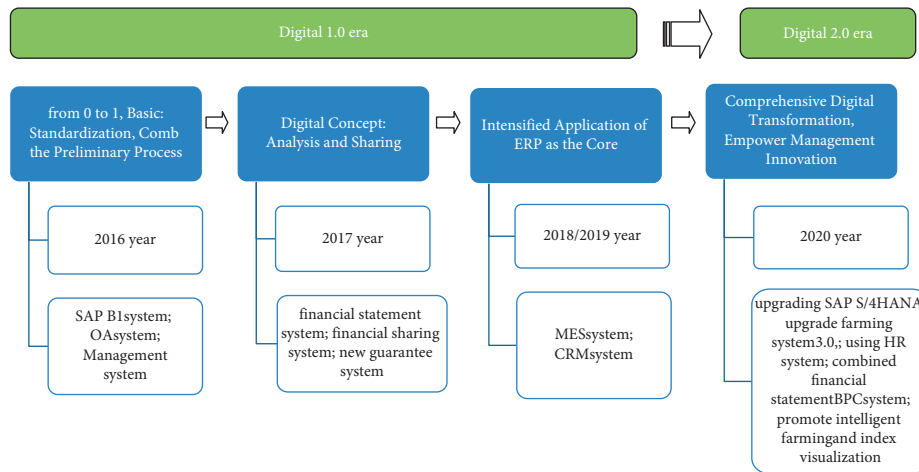 Digital 1.0 era
Digital 2.0 era
from 0 to 1, Basic:
Standardization, Comb
the Preliminary Process
Digital Concept:
Analysis and Sharing
Intensified Application of
ERP as the Core
Comprehensive Digital
Transformation,
Empower Management
Innovation
2016 year
2017 year
2018/2019 year
2020 year
SAP B1system;
OAsystem;
Management
system
financial statement
system; financial sharing
system; new guarantee
system
MESsystem;
CRMsystem
upgrading SAP S/4HANA
upgrade farming
system3.0,; using HR
system; combined
financial
statementBPCsystem;
promote intelligent
farmingand index
visualization